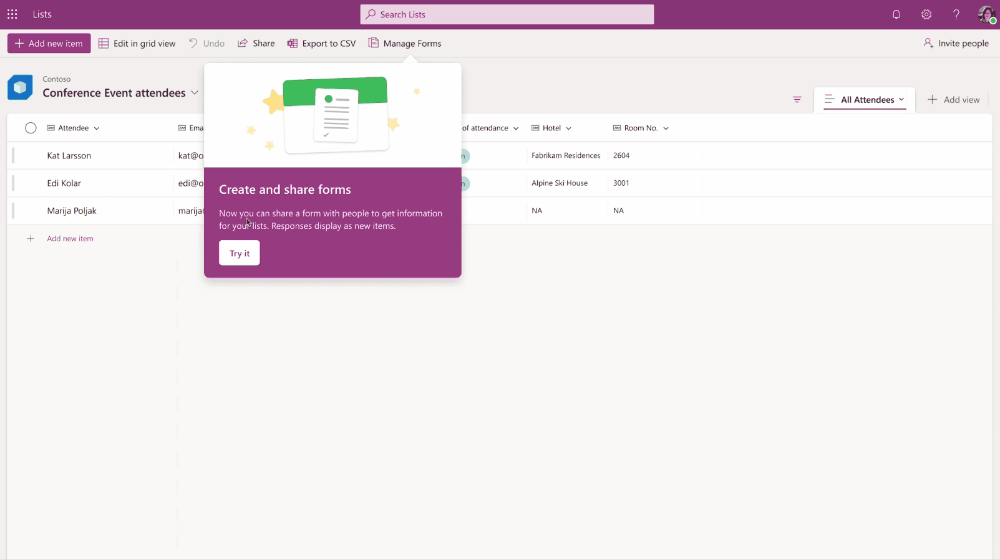 Lists
Search Lists
Add new item
Edit in grid view
Undo
Share
Export to CSV
Manage Forms
Invite people
Contoso
Conference Event attendees
All Attendees
Add view
Attendee
Ema
of attendance
Hotel
Room No.
Kat Larsson
kat@o
n
Fabrikam Residences
2604
Edi Kolar
edi@o
n
Alpine Ski House
3001
Marija Poljak
marija
NA
NA
Add new item
Create and share forms
Now you can share a form with people to get information
for your lists. Responses display as new items.
Try it